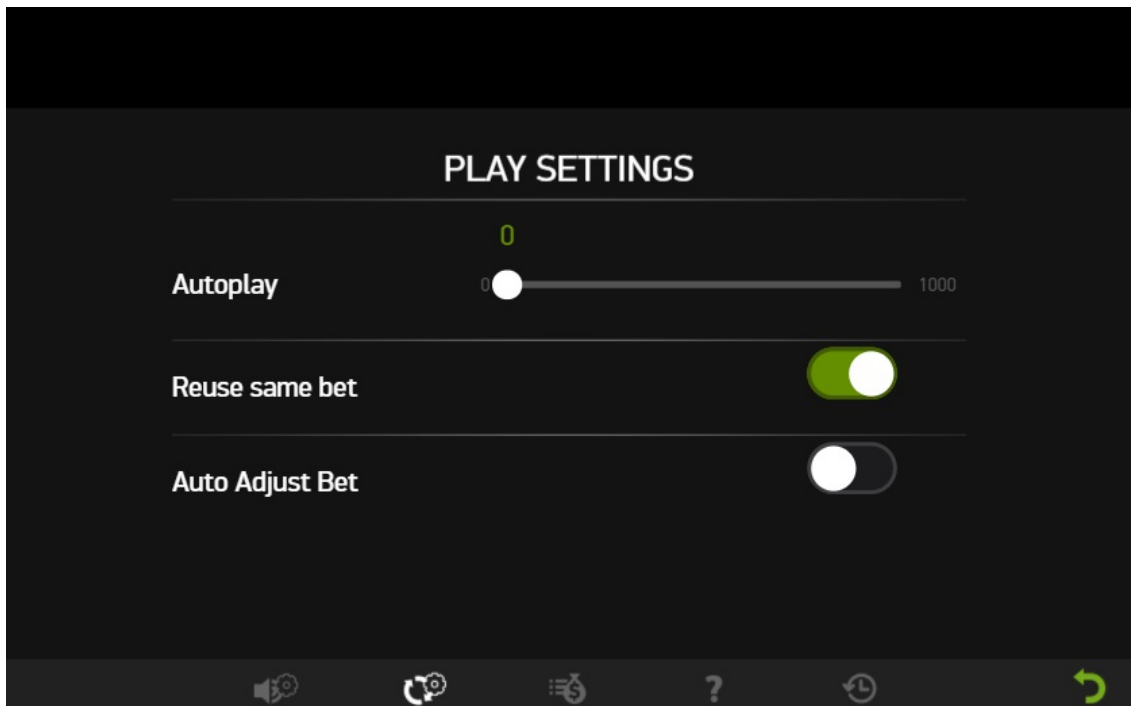 PLAY SETTINGS
0
Autoplay 0 1000
Reuse same bet
Auto Adjust Bet
?